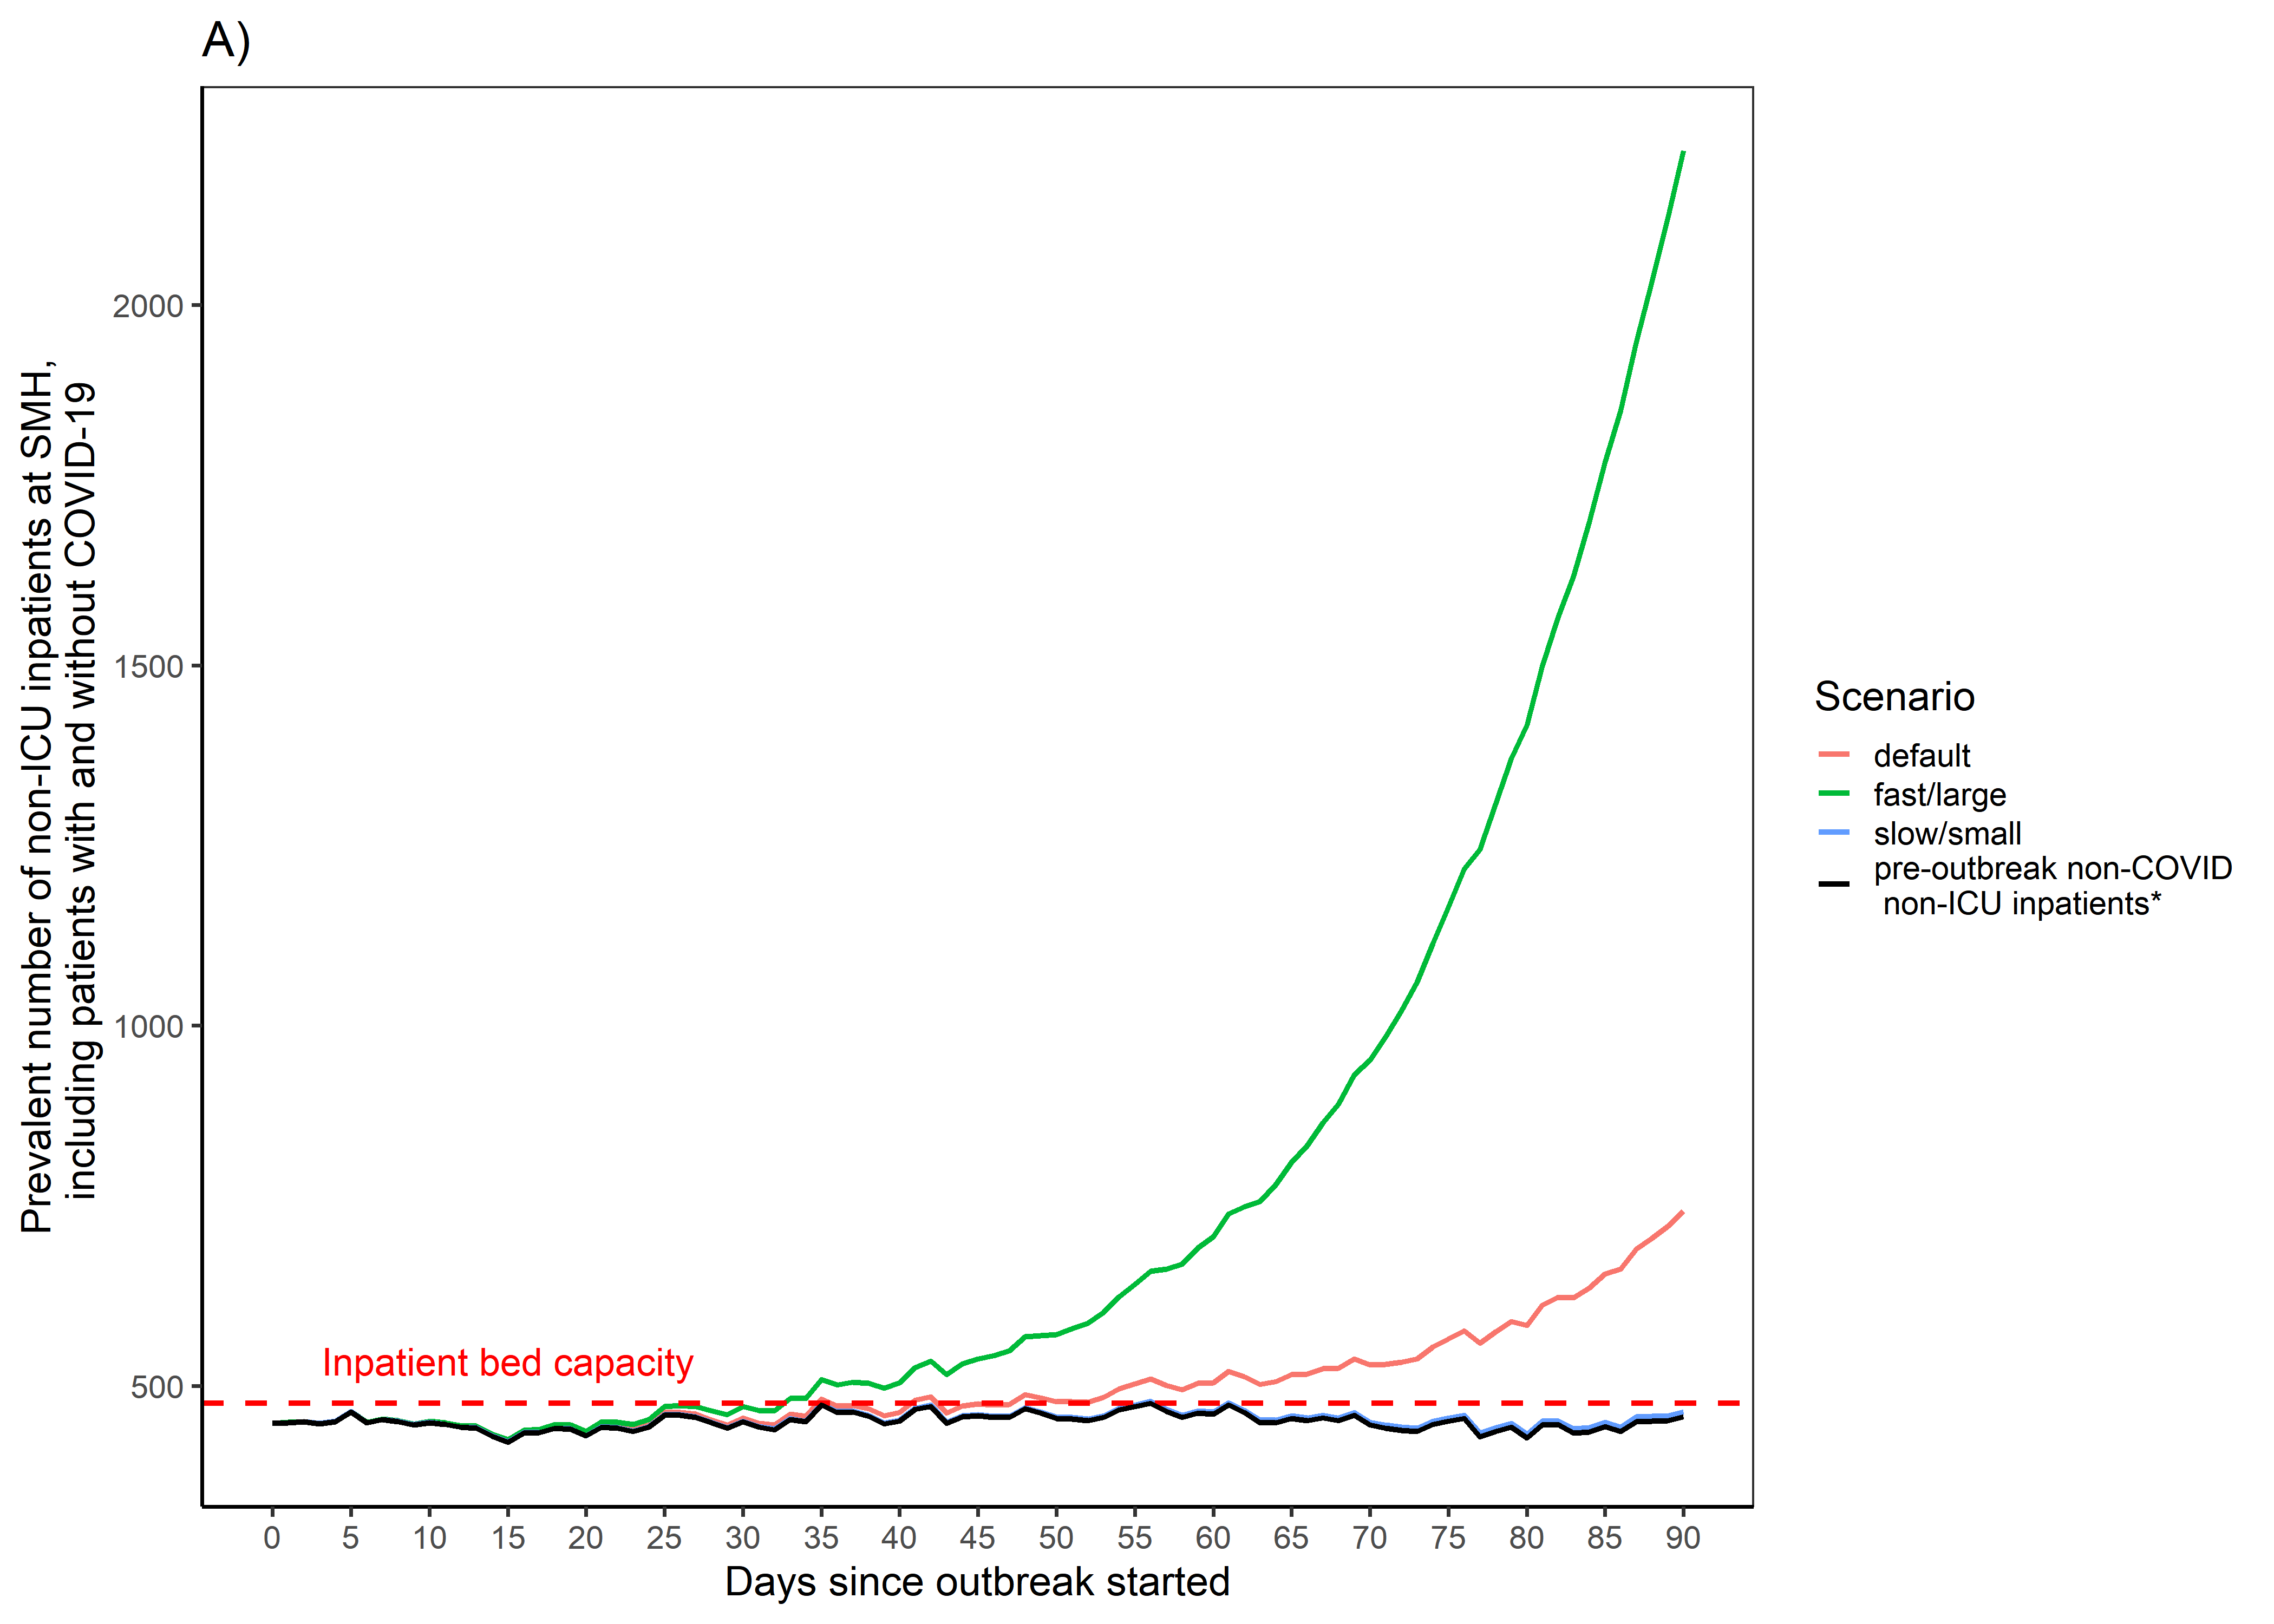 A)
Prevalent number of non-ICU inpatients at SMH,
including patients with and without COVID-19
2000
1500
1000
500
Inpatient bed capacity
0 5 10 15 20 25 30 35 40 45 50 55 60 65 70 75 80 85 90
Days since outbreak started
Scenario
default
fast/large
slow/small
pre-outbreak non-COVID
non-ICU inpatients*